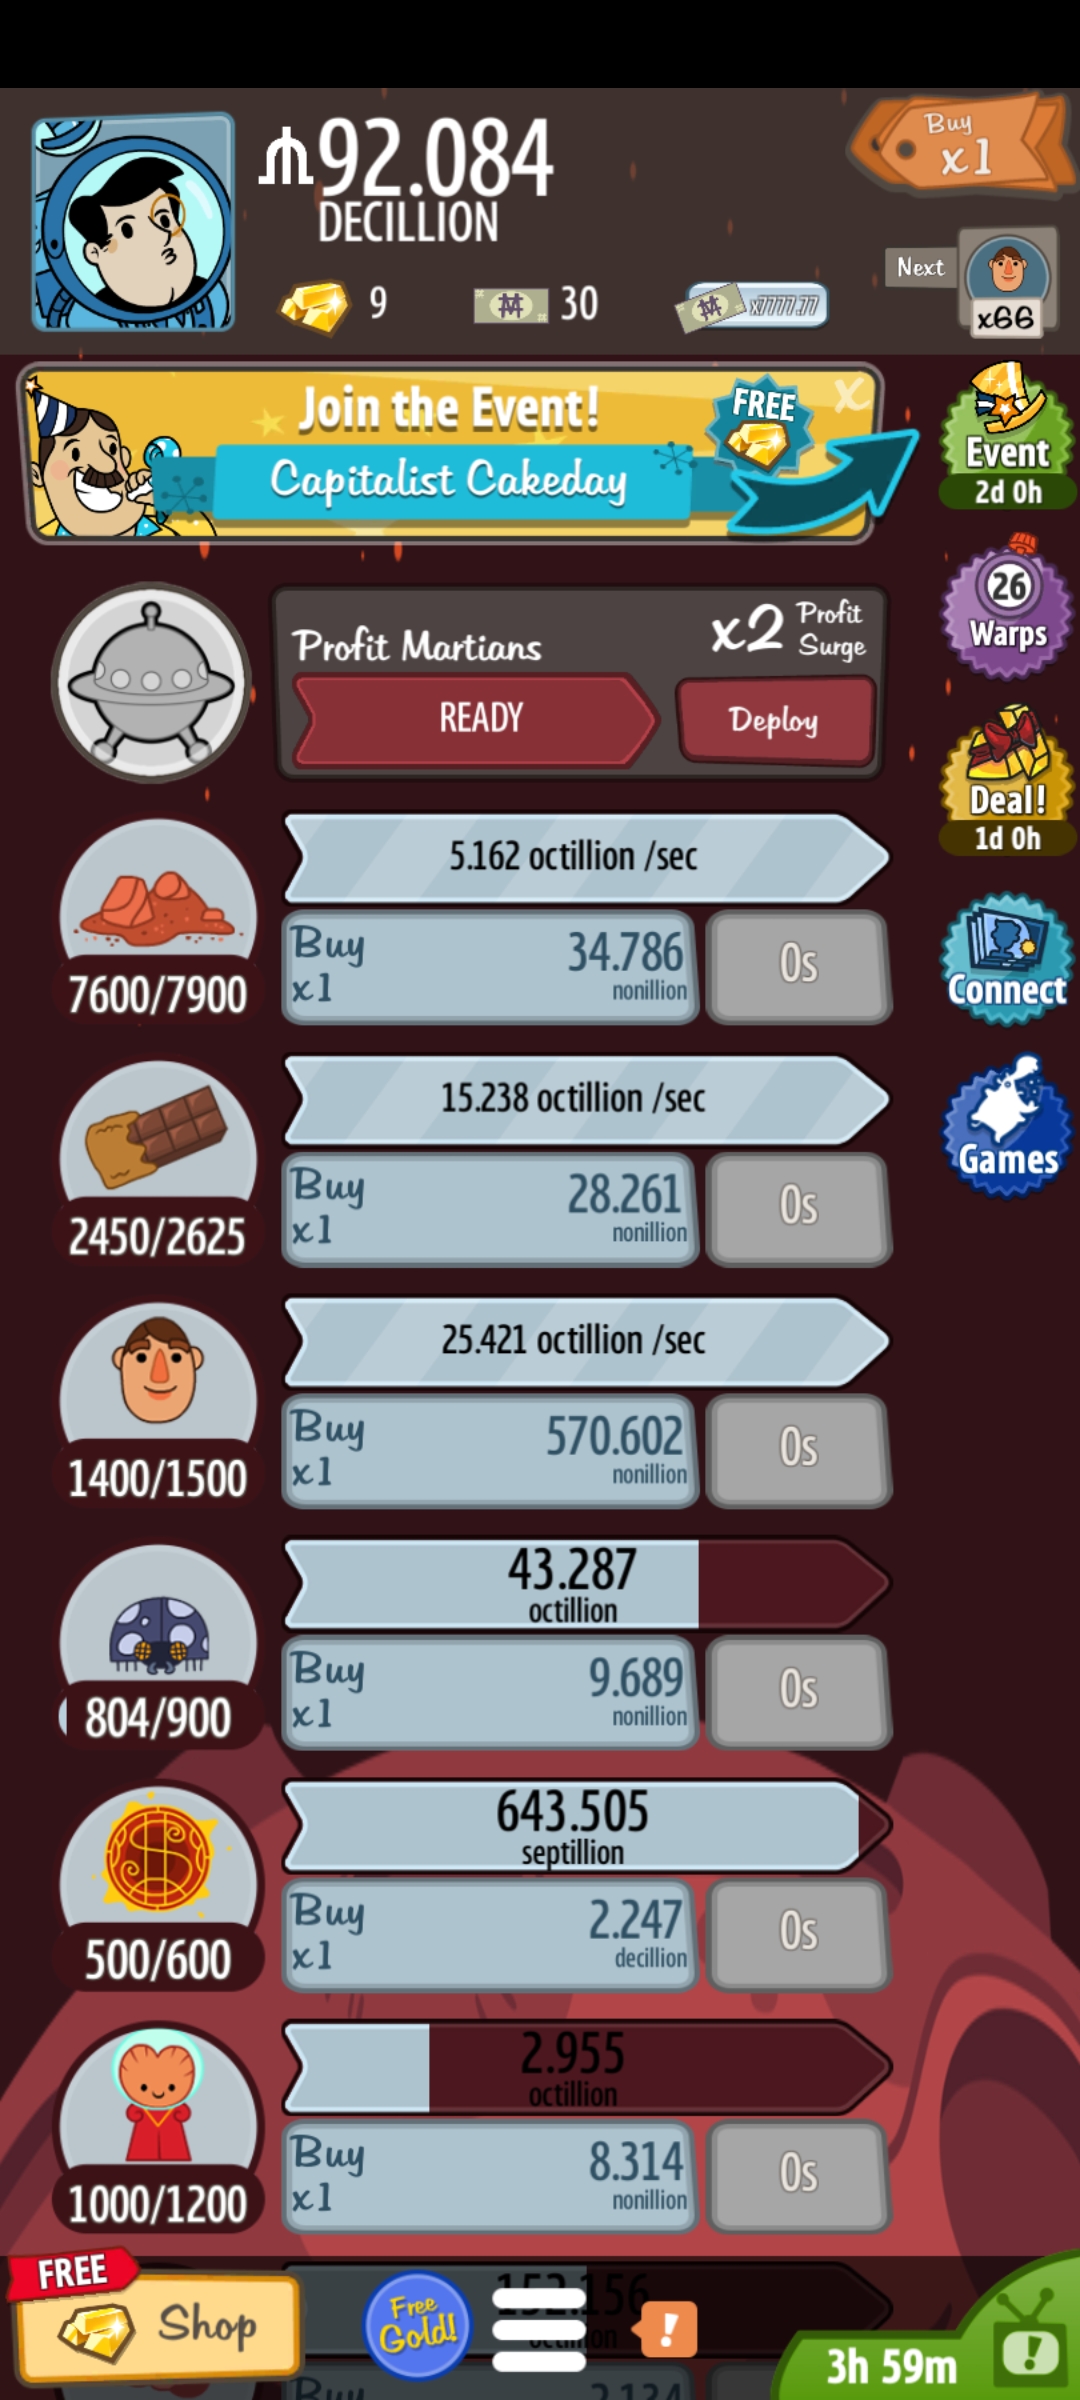 92.084
DECILLION
Buy
x1
9
30
x7777.77
Next
x66
Join the Event!
FREE
Capitalist Cakeday
Event
2d 0h
26
Warps
Profit Martians
x2 Profit
Surge
READY
Deploy
Deal!
1d 0h
5.162 octillion /sec
Buy
x1
34.786
nonillion
0s
7600/7900
Connect
15.238 octillion /sec
Buy
x1
28.261
nonillion
0s
2450/2625
Games
25.421 octillion /sec
Buy
x1
570.602
nonillion
0s
1400/1500
43.287
octillion
Buy
x1
9.689
nonillion
0s
804/900
643.505
septillion
Buy
x1
2.247
decillion
0s
500/600
2.955
octillion
Buy
x1
8.314
nonillion
0s
1000/1200
FREE
Shop
Free
Gold!
Buy
2.134
3h 59m